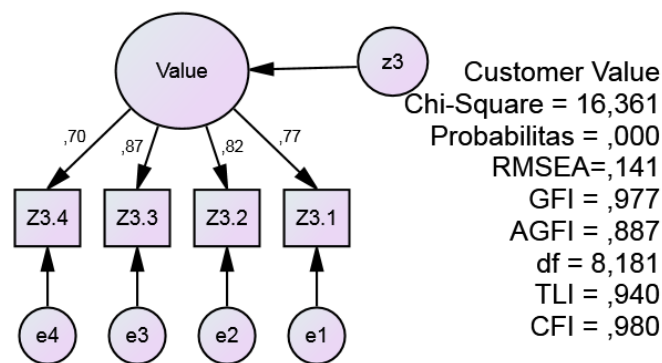 Value
z3
,70
,87
,82
,77
Z3.4
Z3.3
Z3.2
Z3.1
e4
e3
e2
e1
Customer Value
Chi-Square = 16,361
Probabilitas = ,000
RMSEA=,141
GFI = ,977
AGFI = ,887
df = 8,181
TLI = ,940
CFI = ,980